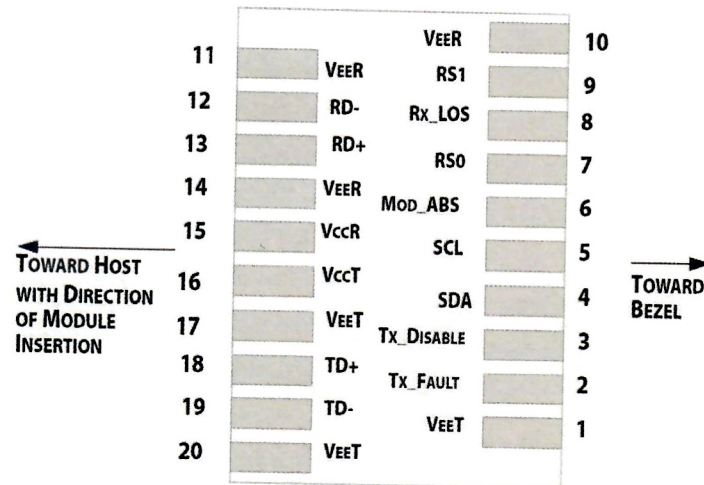 11 VEER
12 RD-
13 RD+
14 VEER
15 VCCR
16 VCCT
17 VEET
18 TD+
19 TD-
20 VEET
VEER 10
RS1 9
RX_LOS 8
RS0 7
MOD_ABS 6
SCL 5
SDA 4
TX_DISABLE 3
TX_FAULT 2
VEET 1
TOWARD HOST
WITH DIRECTION
OF MODULE
INSERTION
TOWARD
BEZEL